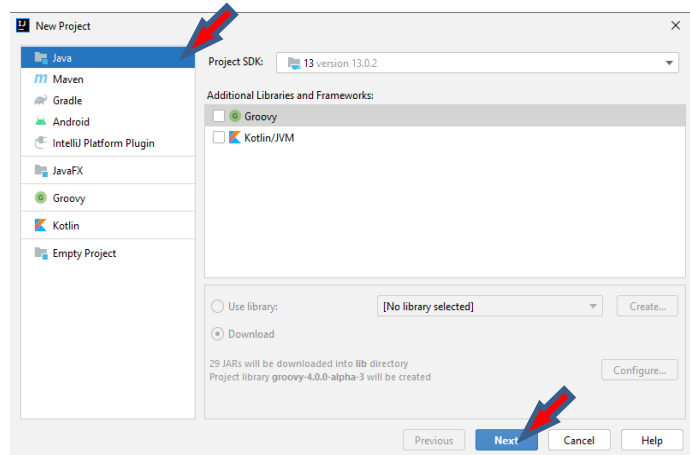 New Project
Java
Maven
Gradle
Android
IntelliJ Platform Plugin
JavaFX
Groovy
Kotlin
Empty Project
Project SDK: 13 version 13.0.2
Additional Libraries and Frameworks:
Groovy
Kotlin/JVM
Use library: [No library selected] Create...
Download
29 JARs will be downloaded into lib directory
Project library groovy-4.0.0-alpha-3 will be created
Configure...
Previous Next Cancel Help